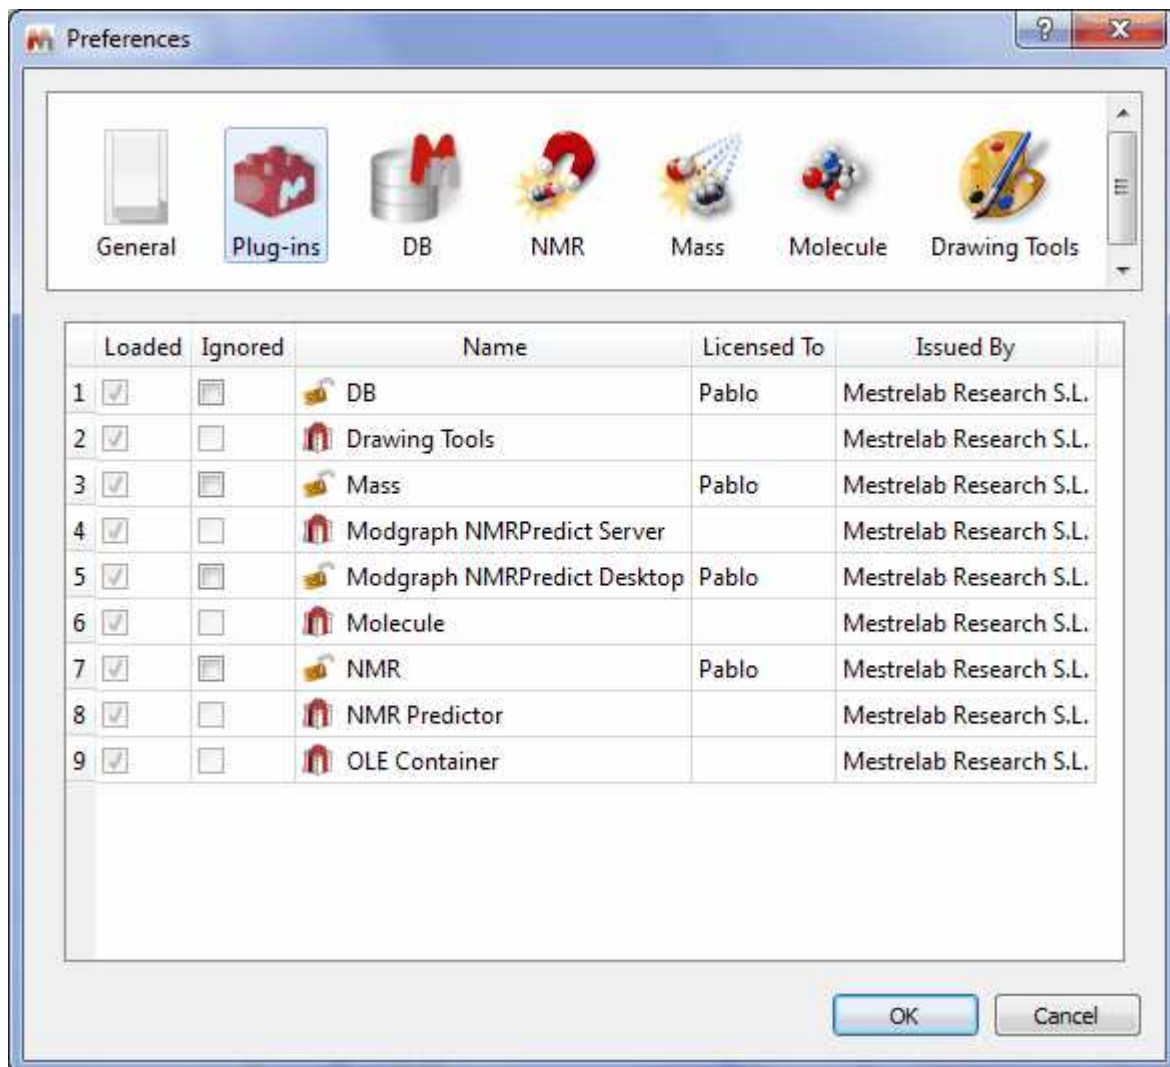 Preferences
General Plug-ins DB NMR Mass Molecule Drawing Tools
Loaded Ignored Name Licensed To Issued By
1 DB Pablo Mestrelab Research S.L.
2 Drawing Tools Mestrelab Research S.L.
3 Mass Pablo Mestrelab Research S.L.
4 Modgraph NMRPredict Server Mestrelab Research S.L.
5 Modgraph NMRPredict Desktop Pablo Mestrelab Research S.L.
6 Molecule Mestrelab Research S.L.
7 NMR Pablo Mestrelab Research S.L.
8 NMR Predictor Mestrelab Research S.L.
9 OLE Container Mestrelab Research S.L.
OK Cancel